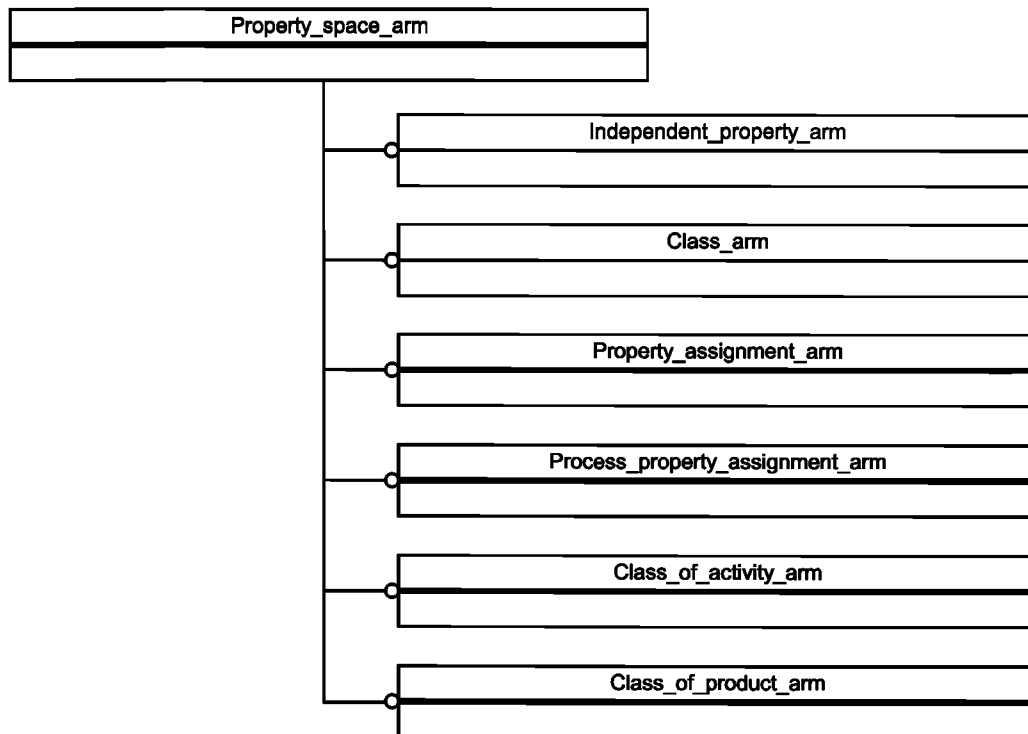 Property_space_arm
Independent_property_arm
Class_arm
Property_assignment_arm
Process_property_assignment_arm
Class_of_activity_arm
Class_of_product_arm